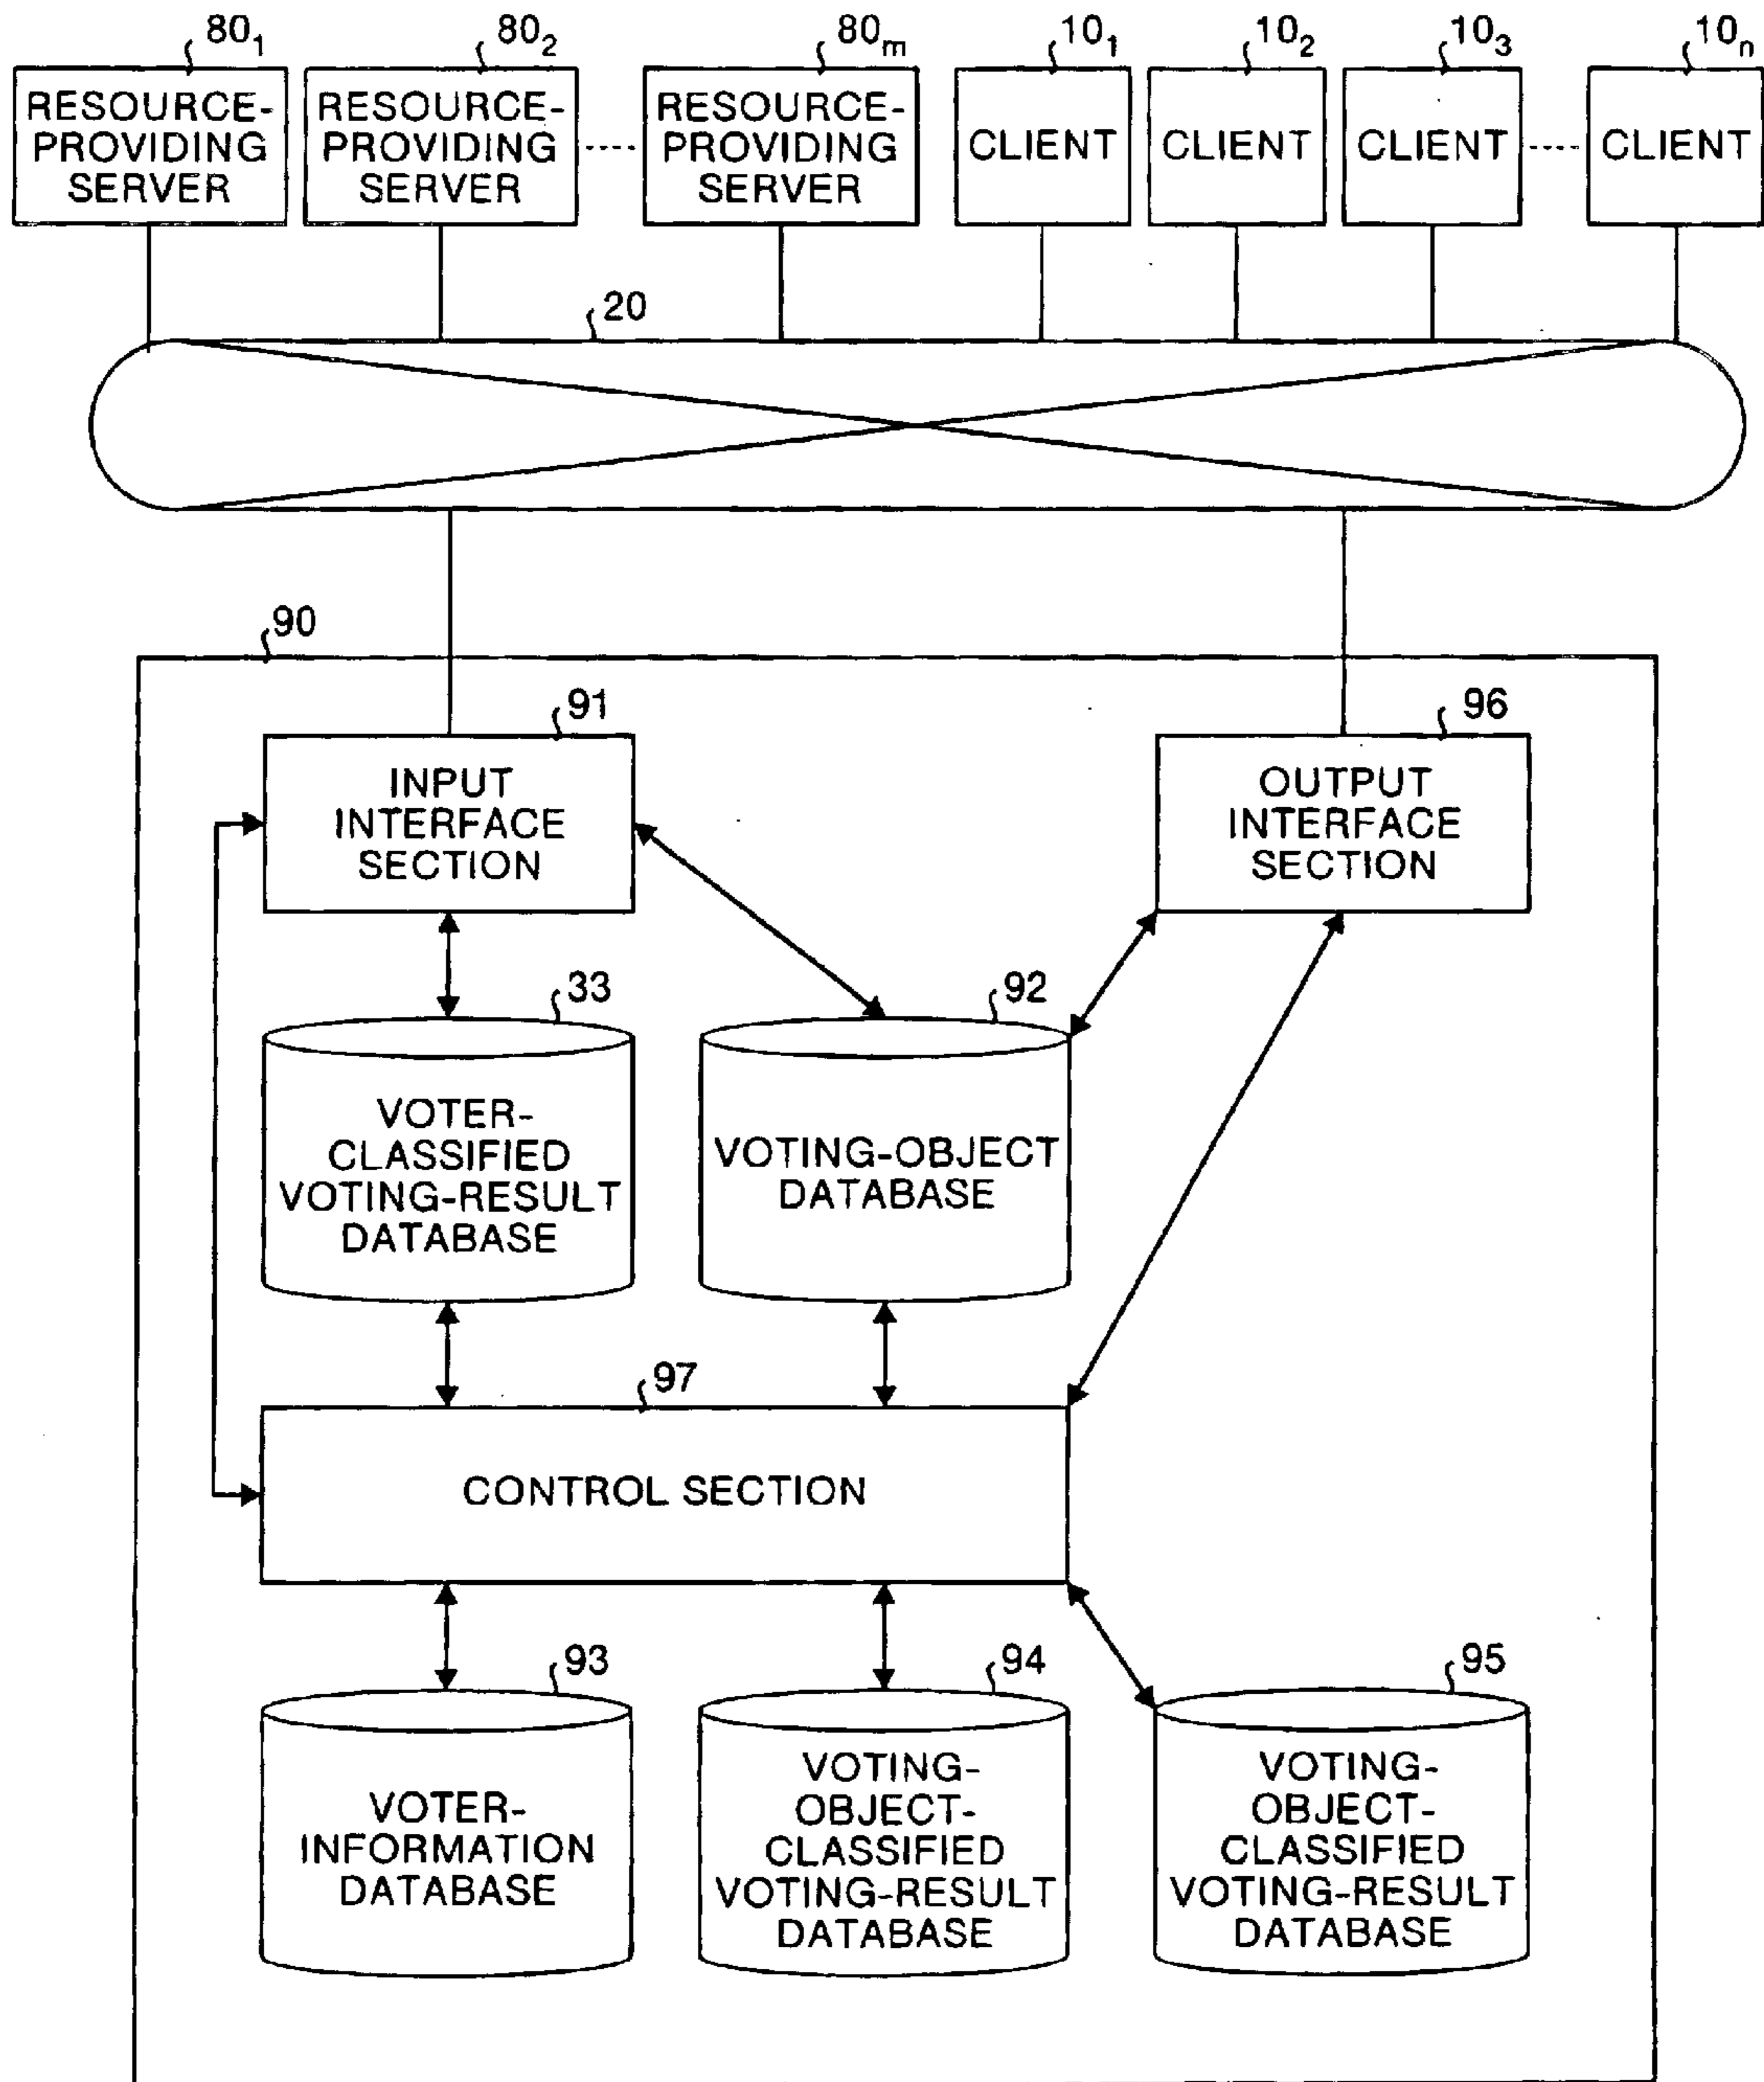 80₁ 80₂ 80ₘ 10₁ 10₂ 10₃ 10ₙ
RESOURCE-
PROVIDING
SERVER
RESOURCE-
PROVIDING
SERVER
RESOURCE-
PROVIDING
SERVER
CLIENT
CLIENT
CLIENT
CLIENT
20
90
91
INPUT
INTERFACE
SECTION
96
OUTPUT
INTERFACE
SECTION
33
VOTER-
CLASSIFIED
VOTING-RESULT
DATABASE
92
VOTING-OBJECT
DATABASE
97
CONTROL SECTION
93
VOTER-
INFORMATION
DATABASE
94
VOTING-
OBJECT-
CLASSIFIED
VOTING-RESULT
DATABASE
95
VOTING-
OBJECT-
CLASSIFIED
VOTING-RESULT
DATABASE